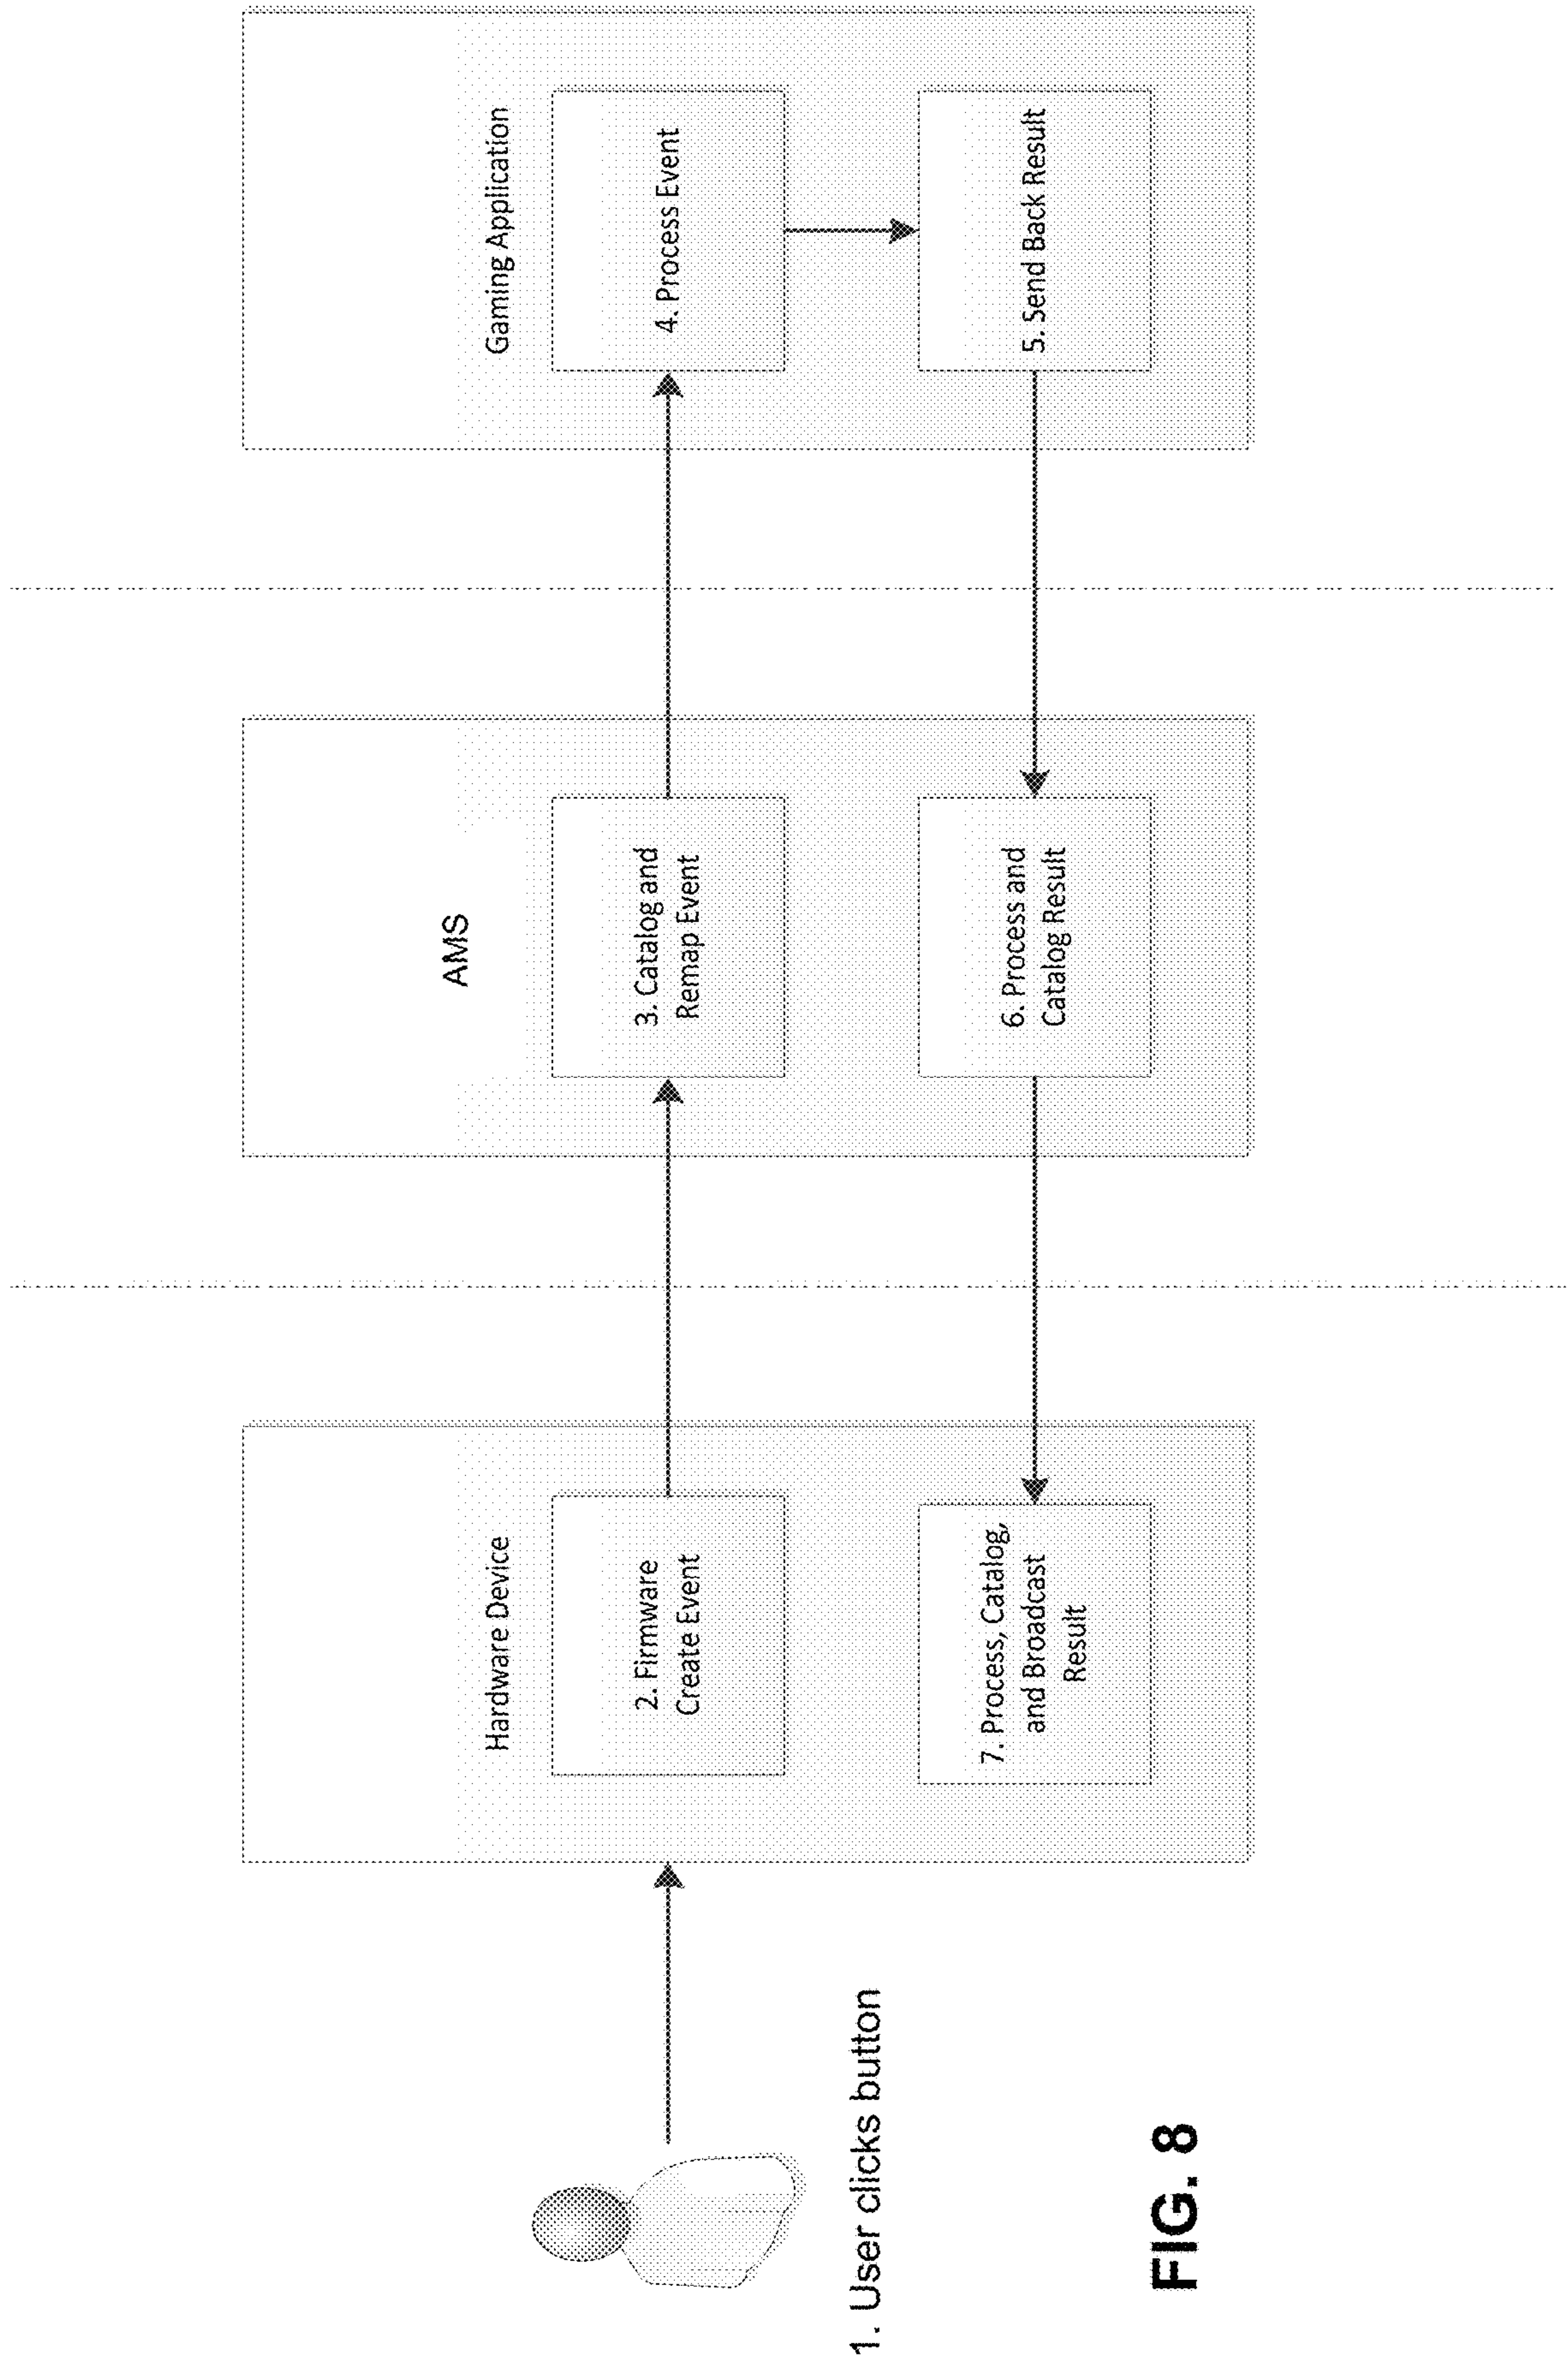 Hardware Device
AMS
Gaming Application
1. User clicks button
2. Firmware
Create Event
3. Catalog and
Remap Event
4. Process Event
5. Send Back Result
6. Process and
Catalog Result
7. Process, Catalog,
and Broadcast
Result
FIG. 8